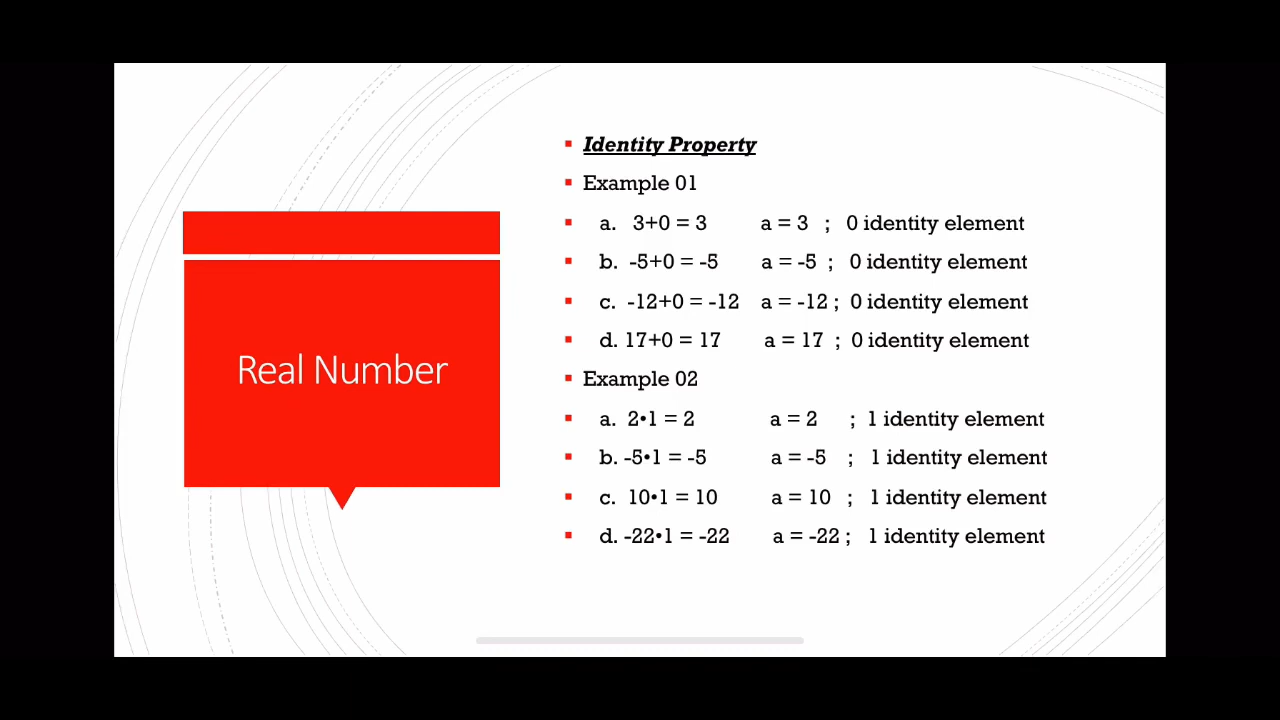 Real Number
Identity Property
Example 01
a. 3+0 = 3 a = 3 ; 0 identity element
b. -5+0 = -5 a = -5 ; 0 identity element
c. -12+0 = -12 a = -12 ; 0 identity element
d. 17+0 = 17 a = 17 ; 0 identity element
Example 02
a. 2•1 = 2 a = 2 ; 1 identity element
b. -5•1 = -5 a = -5 ; 1 identity element
c. 10•1 = 10 a = 10 ; 1 identity element
d. -22•1 = -22 a = -22 ; 1 identity element